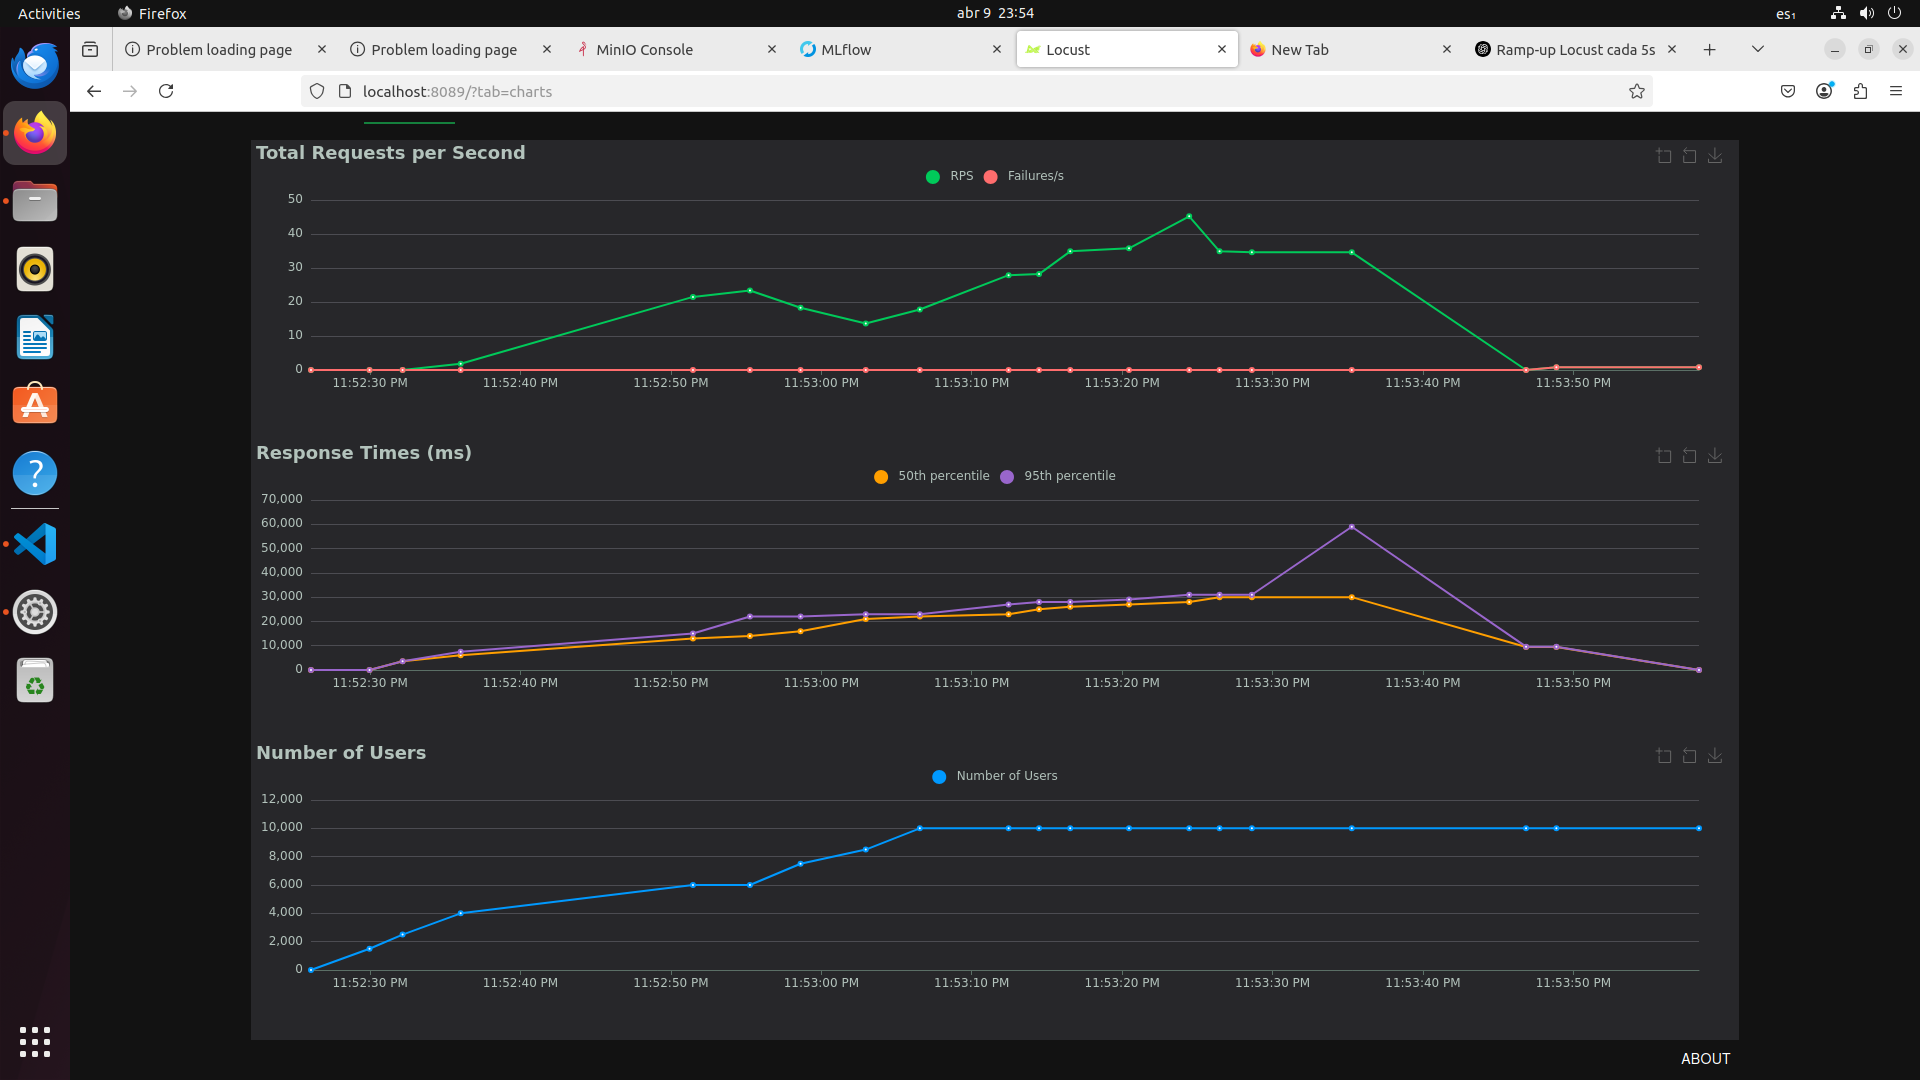 Activities
Firefox
abr 9 23:54
es₁
Problem loading page
Problem loading page
MinIO Console
MLflow
Locust
New Tab
Ramp-up Locust cada 5s
localhost:8089/?tab=charts
Total Requests per Second
RPS Failures/s
50
40
30
20
10
0
11:52:30 PM 11:52:40 PM 11:52:50 PM 11:53:00 PM 11:53:10 PM 11:53:20 PM 11:53:30 PM 11:53:40 PM 11:53:50 PM
Response Times (ms)
50th percentile 95th percentile
70,000
60,000
50,000
40,000
30,000
20,000
10,000
0
11:52:30 PM 11:52:40 PM 11:52:50 PM 11:53:00 PM 11:53:10 PM 11:53:20 PM 11:53:30 PM 11:53:40 PM 11:53:50 PM
Number of Users
Number of Users
12,000
10,000
8,000
6,000
4,000
2,000
0
11:52:30 PM 11:52:40 PM 11:52:50 PM 11:53:00 PM 11:53:10 PM 11:53:20 PM 11:53:30 PM 11:53:40 PM 11:53:50 PM
ABOUT